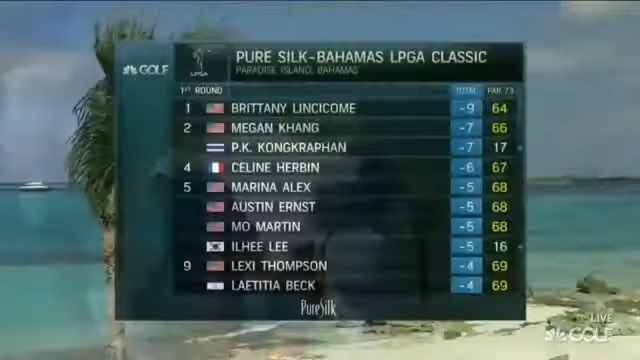 PURE SILK-BAHAMAS LPGA CLASSIC
PARADISE ISLAND, BAHAMAS
GOLF
LPGA
1ST ROUND TOTAL PAR 73
1 BRITTANY LINCICOME -9 64
2 MEGAN KHANG -7 66
P.K. KONGKRAPHAN -7 17
4 CELINE HERBIN -6 67
5 MARINA ALEX -5 68
AUSTIN ERNST -5 68
MO MARTIN -5 68
ILHEE LEE -5 16
9 LEXI THOMPSON -4 69
LAETITIA BECK -4 69
PureSilk
LIVE
GOLF